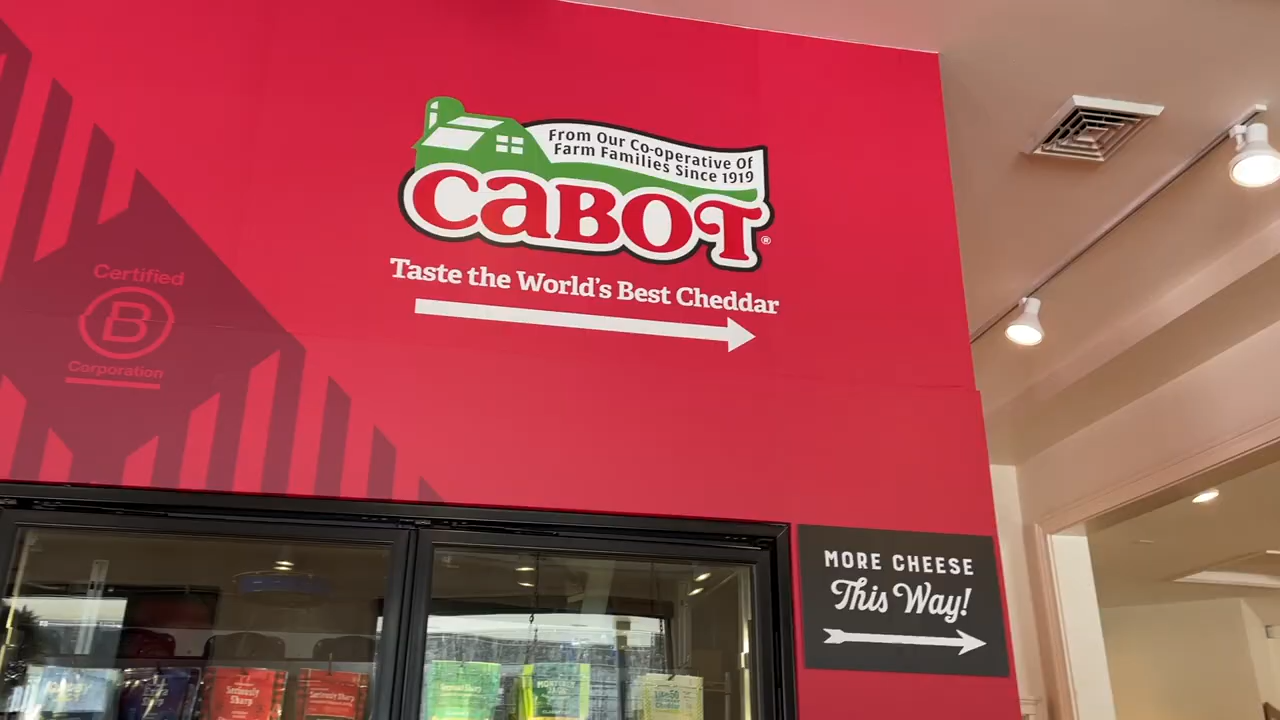 From Our Co-operative Of
Farm Families Since 1919
CABOT®
Taste the World's Best Cheddar
Certified
B
Corporation
MORE CHEESE
This Way!
Seriously
Sharp
Seriously
Sharp